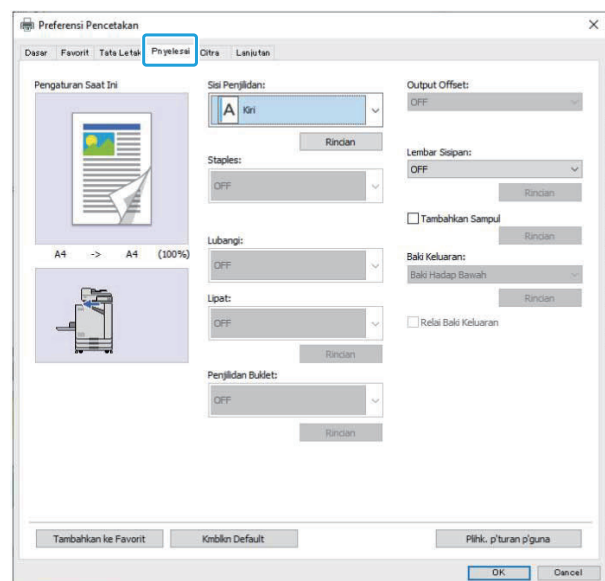 Preferensi Pencetakan
Dasar Favorit Tata Letak Pnyelesai Citra Lanjutan
Pengaturan Saat Ini
A4 -> A4 (100%)
Sisi Penjilidan:
A Kiri
Rincian
Staples:
OFF
Lubangi:
OFF
Lipat:
OFF
Rincian
Penjilidan Buklet:
OFF
Rincian
Output Offset:
OFF
Lembar Sisipan:
OFF
Rincian
Tambahkan Sampul
Rincian
Baki Keluaran:
Baki Hadap Bawah
Rincian
Relai Baki Keluaran
Tambahkan ke Favorit Kmblkn Default Plihk. p'turan p'guna
OK Cancel